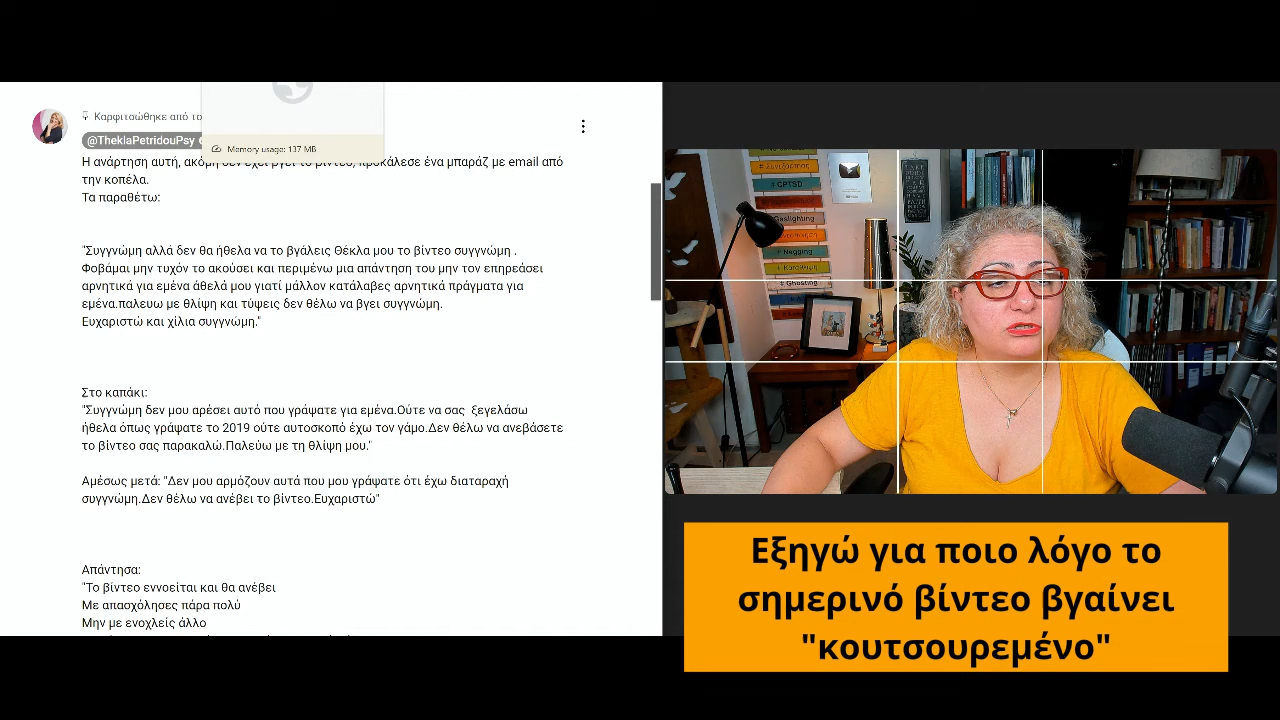 Καρφιτσώθηκε από το
@TheklaPetridouPsy
Memory usage: 137 MB
Η ανάρτηση αυτή, ακόμη δεν έχει βγει το βίντεο, προκάλεσε ένα μπαράζ με email από
την κοπέλα.
Τα παραθέτω:
"Συγγνώμη αλλά δεν θα ήθελα να το βγάλεις Θέκλα μου το βίντεο συγγνώμη .
Φοβάμαι μην τυχόν το ακούσει και περιμένω μια απάντηση του μην τον επηρεάσει
αρνητικά για εμένα άθελά μου γιατί μάλλον κατάλαβες αρνητικά πράγματα για
εμένα.παλευω με θλίψη και τύψεις δεν θέλω να βγει συγγνώμη.
Ευχαριστώ και χίλια συγγνώμη."
Στο καπάκι:
"Συγγνώμη δεν μου αρέσει αυτό που γράψατε για εμένα.Ούτε να σας ξεγελάσω
ήθελα όπως γράψατε το 2019 ούτε αυτοσκοπό έχω τον γάμο.Δεν θέλω να ανεβάσετε
το βίντεο σας παρακαλώ.Παλεύω με τη θλίψη μου."
Αμέσως μετά: "Δεν μου αρμόζουν αυτά που μου γράψατε ότι έχω διαταραχή
συγγνώμη.Δεν θέλω να ανέβει το βίντεο.Ευχαριστώ"
Απάντησα:
"Το βίντεο εννοείται και θα ανέβει
Με απασχόλησες πάρα πολύ
Μην με ενοχλείς άλλο
# CPTSD
Gaslighting
# Negging
# Ghosting
Εξηγώ για ποιο λόγο το
σημερινό βίντεο βγαίνει
"κουτσουρεμένο"